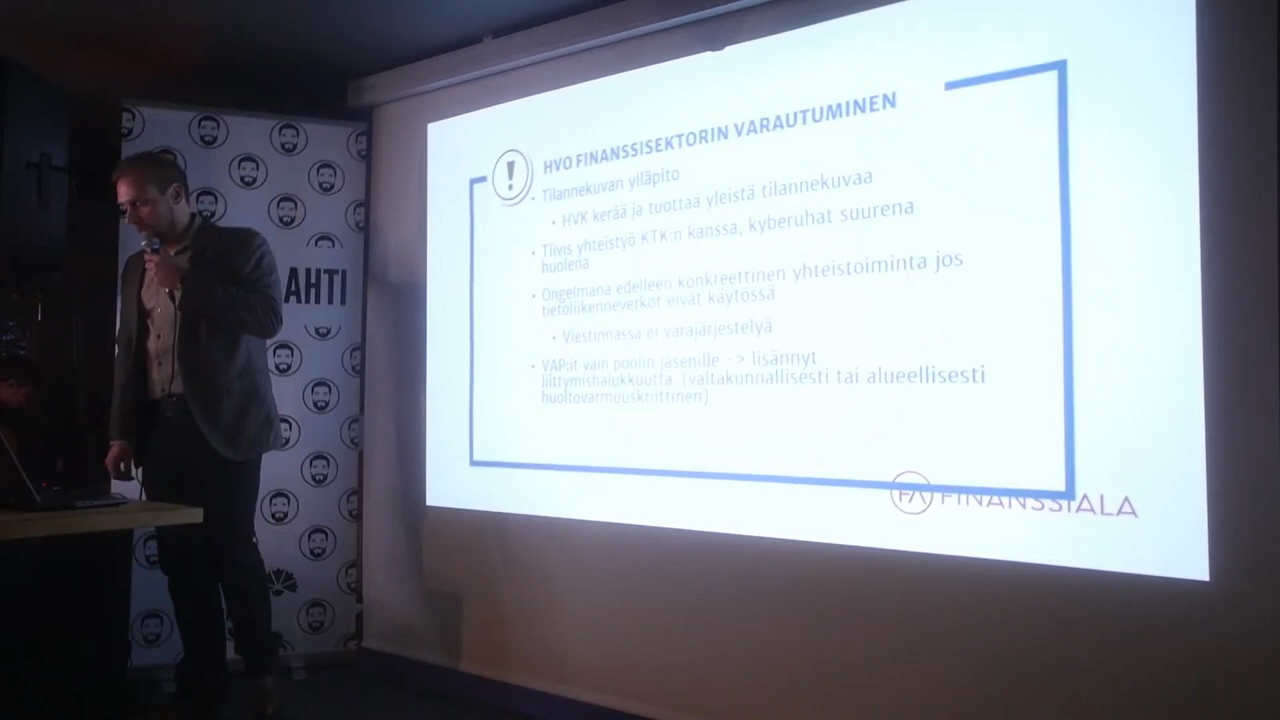 AHTI
!
HVO FINANSSISEKTORIN VARAUTUMINEN
• Tilannekuvan ylläpito
• HVK kerää ja tuottaa yleistä tilannekuvaa
• Tiivis yhteistyö KTK:n kanssa, kyberuhat suurena
huolena
• Ongelmana edelleen konkreettinen yhteistoiminta jos
tietoliikenneverkot eivät käytössä
• Viestinnässä ei varajärjestelyä
• VAP:it vain poolin jäsenille -> lisännyt
liittymishalukkuutta. (valtakunnallisesti tai alueellisesti
huoltovarmuuskriittinen)
FA FINANSSIALA